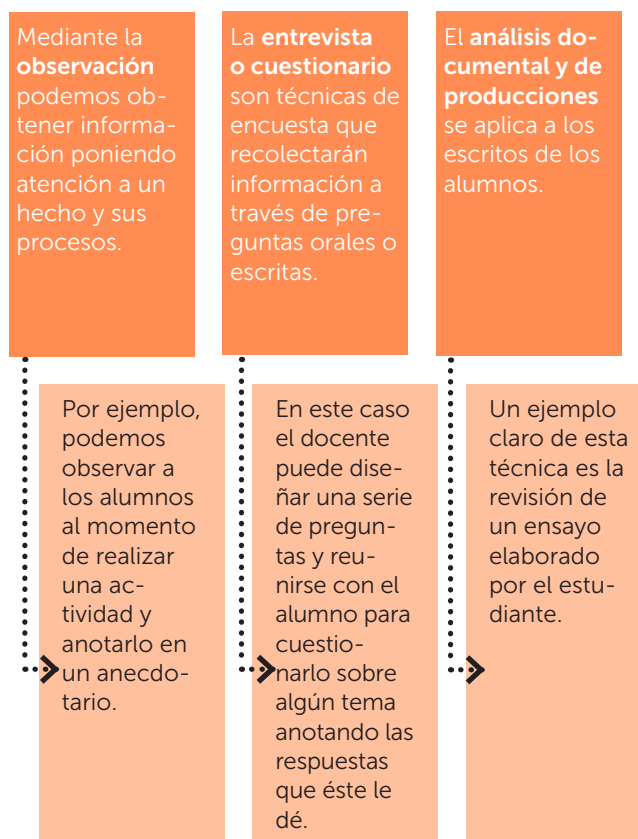 Mediante la
observación
podemos ob-
tener informa-
ción poniendo
atención a un
hecho y sus
procesos.
La entrevista
o cuestionario
son técnicas de
encuesta que
recolectarán
información a
través de pre-
guntas orales o
escritas.
El análisis do-
cumental y de
producciones
se aplica a los
escritos de los
alumnos.
Por ejemplo,
podemos
observar a
los alumnos
al momento
de realizar
una ac-
tividad y
anotarlo en
un anecdo-
tario.
En este caso
el docente
puede dise-
ñar una serie
de pregun-
tas y reu-
nirse con el
alumno para
cuestio-
narlo sobre
algún tema
anotando las
respuestas
que éste le
dé.
Un ejemplo
claro de esta
técnica es la
revisión de
un ensayo
elaborado
por el estu-
diante.